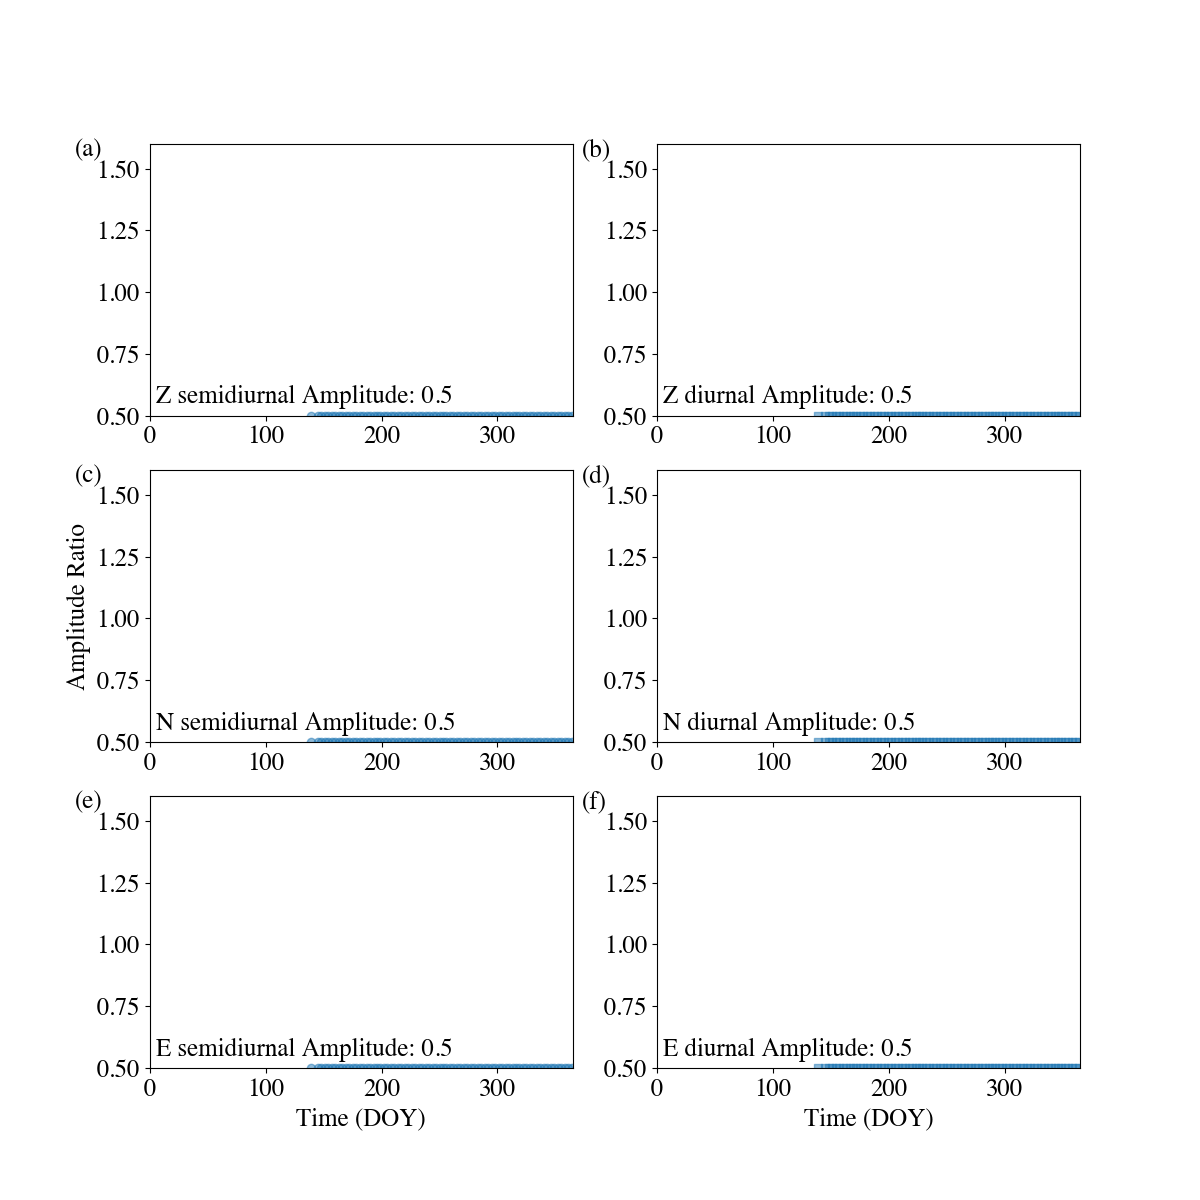 (a)
1.50
1.25
1.00
0.75
0.50
Z semidiurnal Amplitude: 0.5
0 100 200 300
(b)
1.50
1.25
1.00
0.75
0.50
Z diurnal Amplitude: 0.5
0 100 200 300
Amplitude Ratio
(c)
1.50
1.25
1.00
0.75
0.50
N semidiurnal Amplitude: 0.5
0 100 200 300
(d)
1.50
1.25
1.00
0.75
0.50
N diurnal Amplitude: 0.5
0 100 200 300
(e)
1.50
1.25
1.00
0.75
0.50
E semidiurnal Amplitude: 0.5
0 100 200 300
Time (DOY)
(f)
1.50
1.25
1.00
0.75
0.50
E diurnal Amplitude: 0.5
0 100 200 300
Time (DOY)